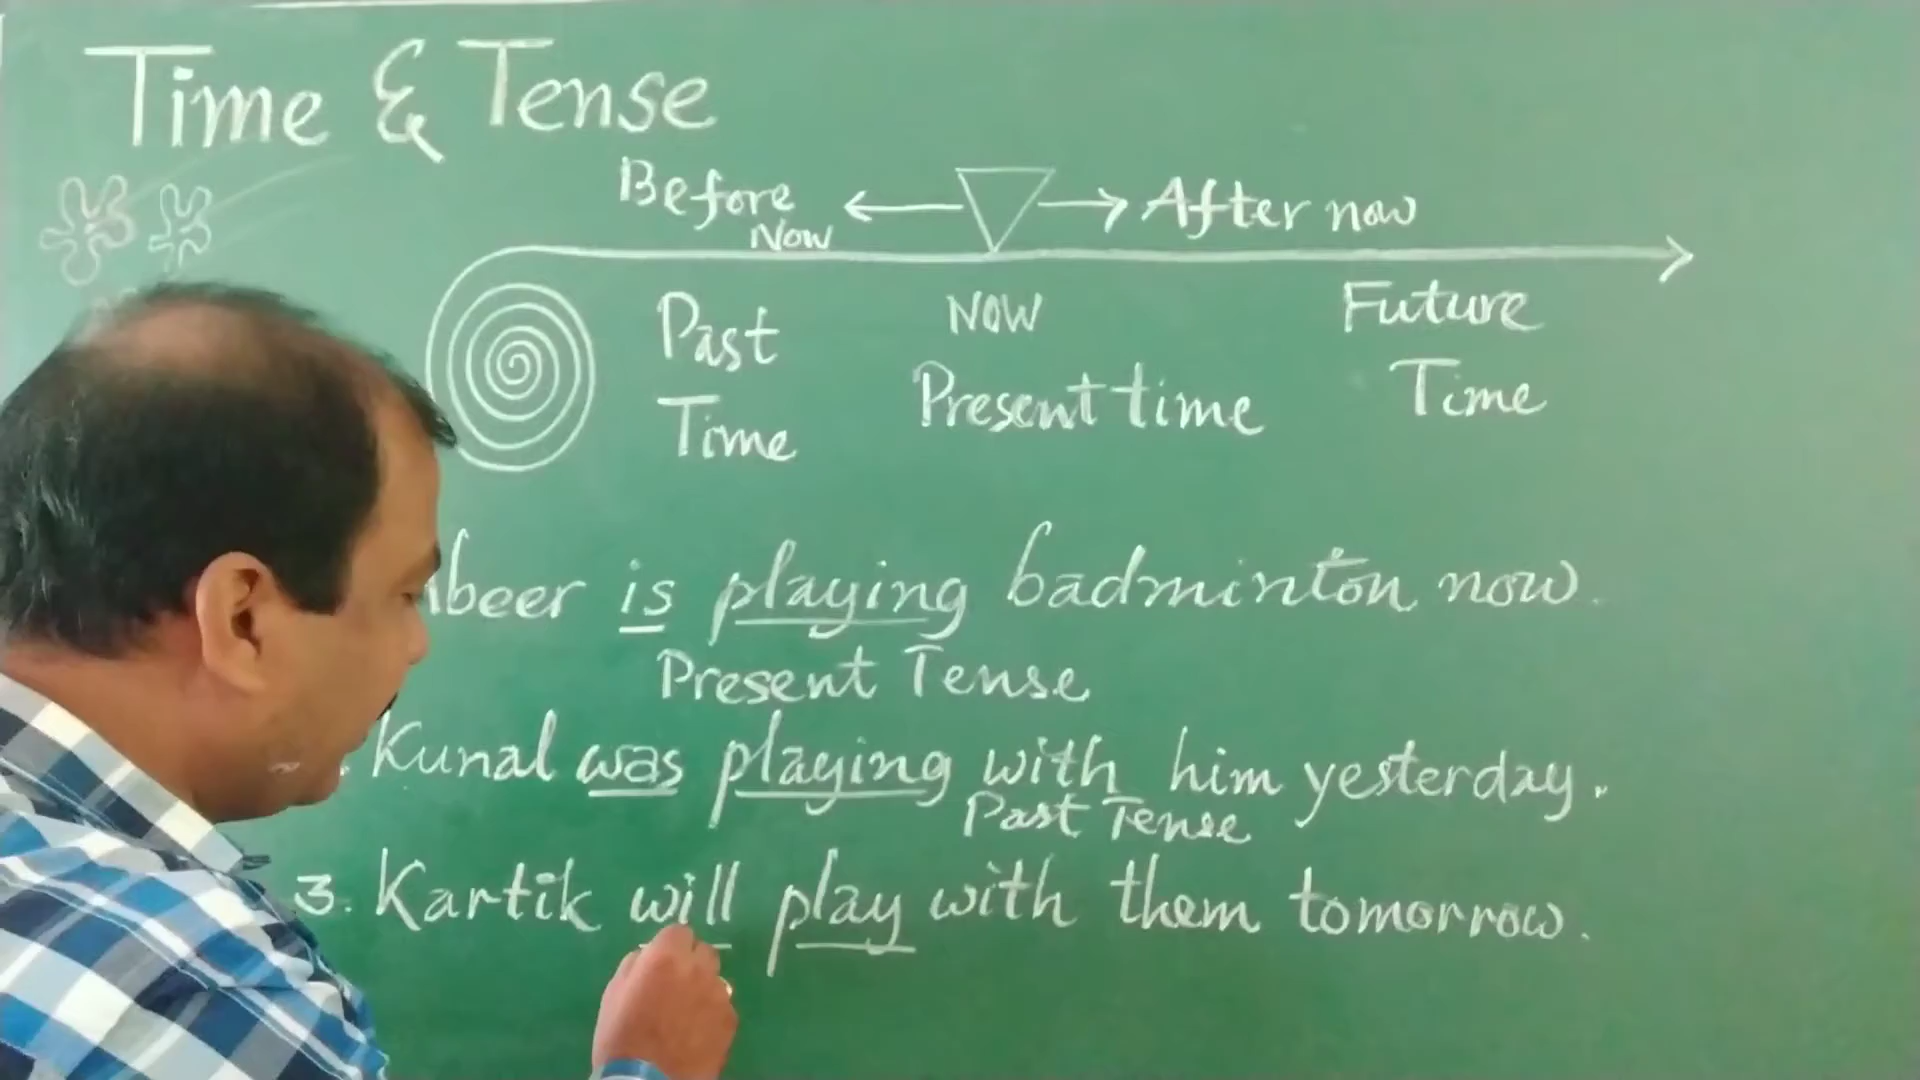 Time & Tense
Before Now ← → After now
Past Time
NOW
Present time
Future Time
is playing badminton now.
Present Tense
Kunal was playing with him yesterday.
Past Tense
3. Kartik will play with them tomorrow.